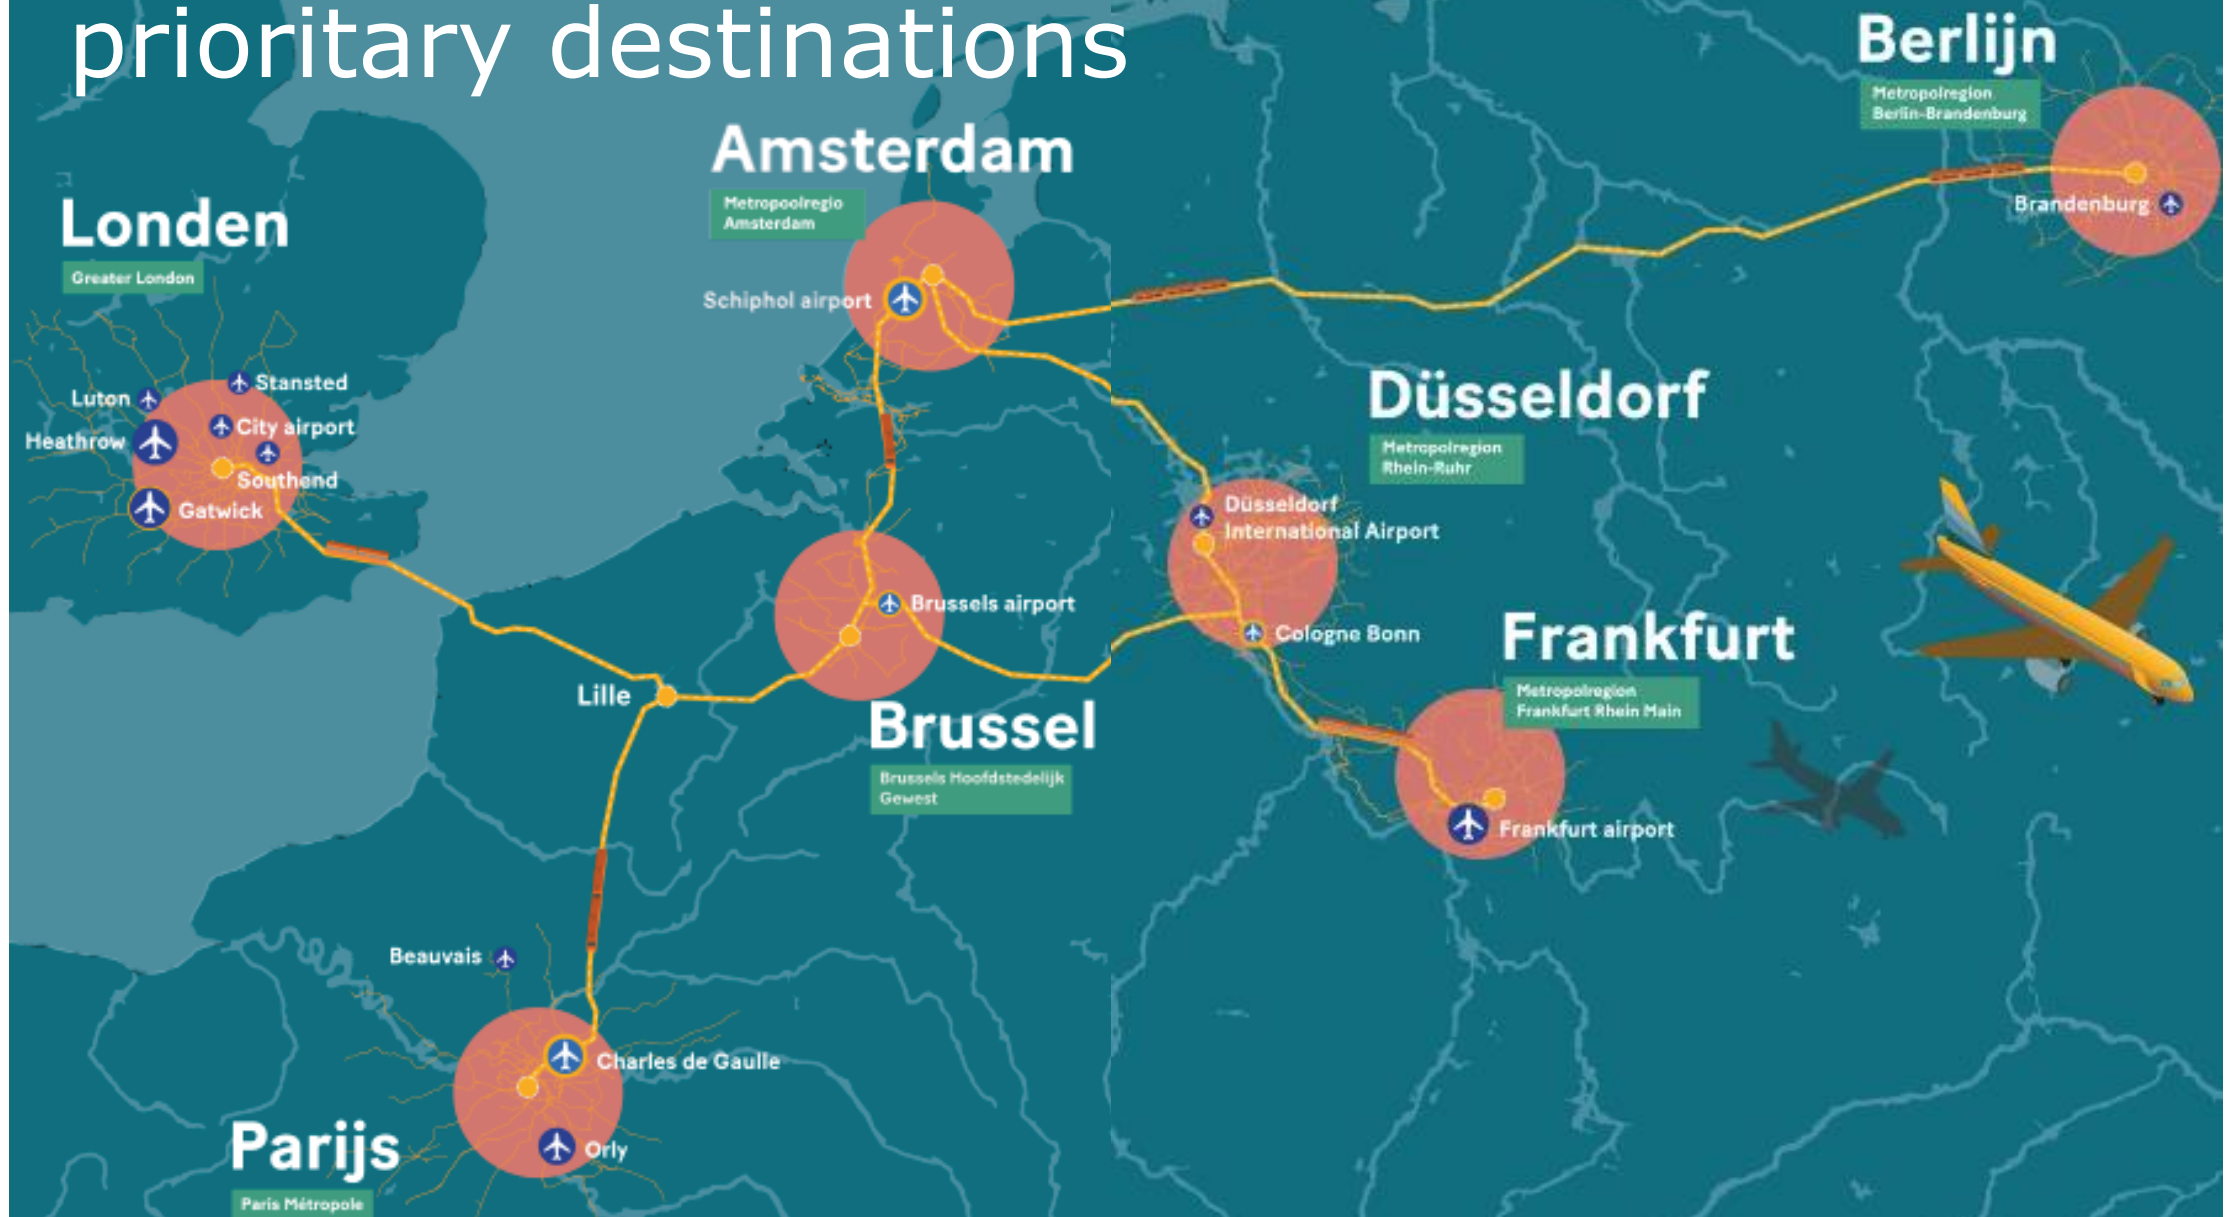 prioritary destinations
Berlijn
Metropolregion
Berlin-Brandenburg
Brandenburg
Amsterdam
Metropoolregio
Amsterdam
Schiphol airport
Londen
Greater London
Luton
Stansted
City airport
Heathrow
Southend
Gatwick
Düsseldorf
Metropolregion
Rhein-Ruhr
Düsseldorf
International Airport
Cologne Bonn
Brussels airport
Brussel
Brussels Hoofdstedelijk
Gewest
Lille
Frankfurt
Metropolregion
Frankfurt Rhein Main
Frankfurt airport
Beauvais
Charles de Gaulle
Orly
Parijs
Paris Métropole